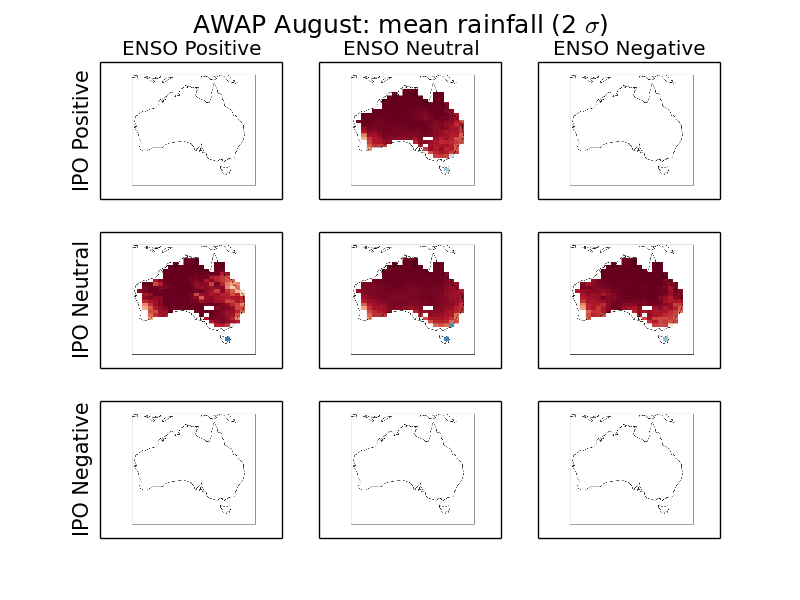 AWAP August: mean rainfall (2 σ)
ENSO Positive ENSO Neutral ENSO Negative
IPO Positive
IPO Neutral
IPO Negative